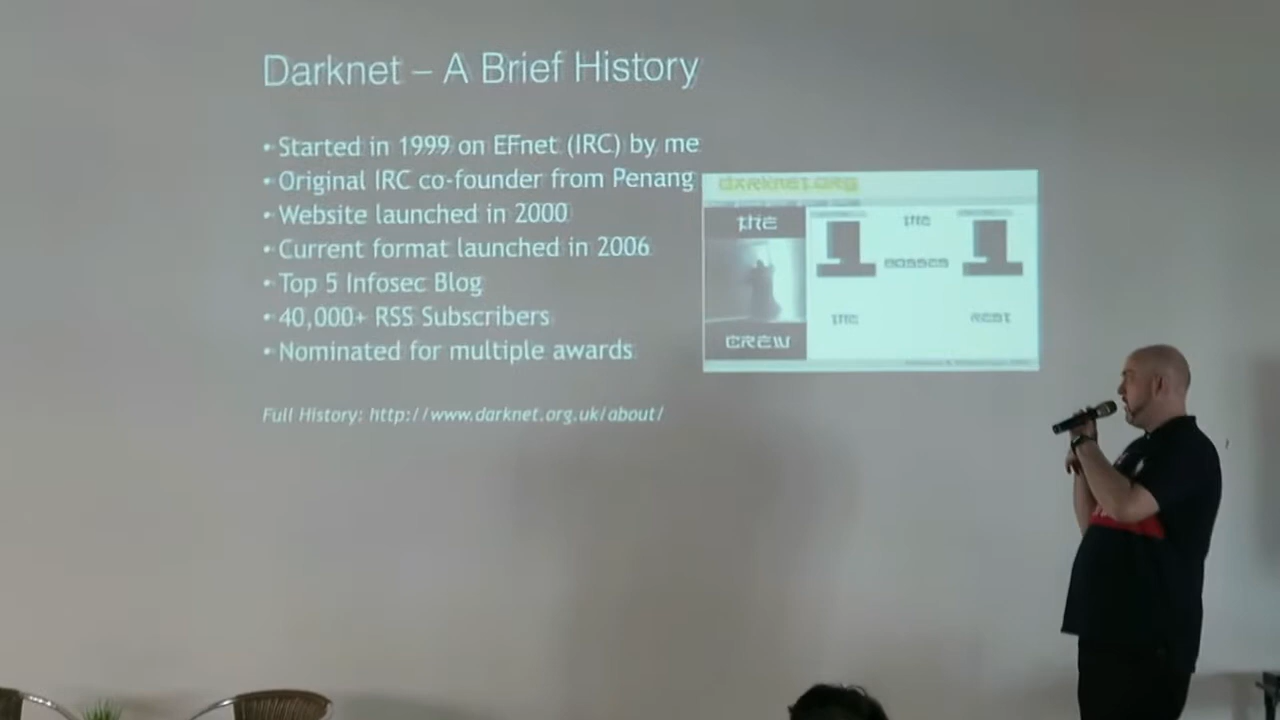 Darknet – A Brief History
• Started in 1999 on EFnet (IRC) by me
• Original IRC co-founder from Penang
• Website launched in 2000
• Current format launched in 2006
• Top 5 Infosec Blog
• 40,000+ RSS Subscribers
• Nominated for multiple awards
Full History: http://www.darknet.org.uk/about/
darknet.org
the
CREW
the
the
rest